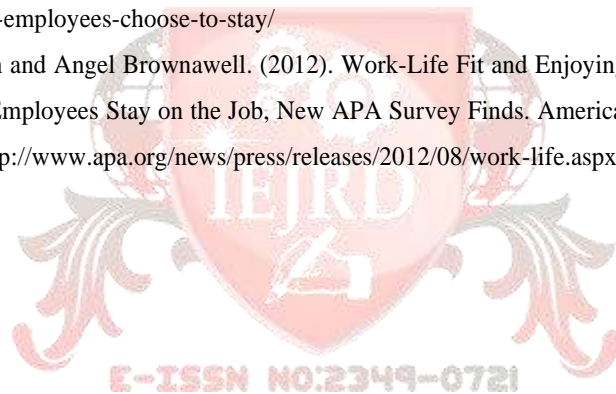 -employees-choose-to-stay/
n and Angel Brownawell. (2012). Work-Life Fit and Enjoyin
Employees Stay on the Job, New APA Survey Finds. America
p://www.apa.org/news/press/releases/2012/08/work-life.aspx
IEJRD
E-ISSN NO:2349-0721